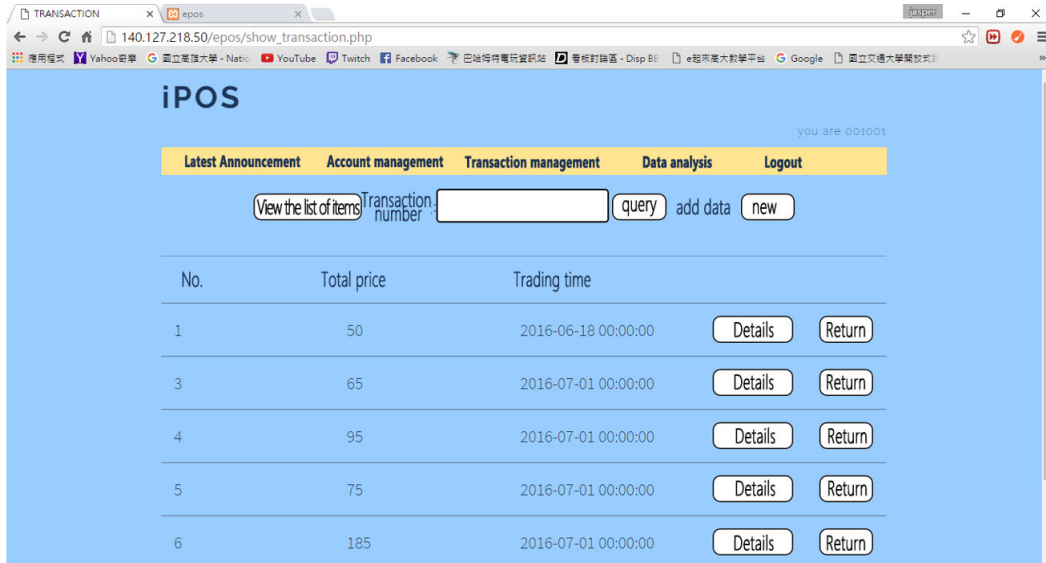 TRANSACTION
epos
jasper
140.127.218.50/epos/show_transaction.php
應用程式 Yahoo奇摩 國立高雄大學 - Natio YouTube Twitch Facebook 巴哈姆特電玩資訊站 看板討論區 - Disp BB e起來高大教學平台 Google 國立交通大學開放式
iPOS
you are 001001
Latest Announcement Account management Transaction management Data analysis Logout
View the list of items Transaction number : query add data new
No. Total price Trading time
1 50 2016-06-18 00:00:00 Details Return
3 65 2016-07-01 00:00:00 Details Return
4 95 2016-07-01 00:00:00 Details Return
5 75 2016-07-01 00:00:00 Details Return
6 185 2016-07-01 00:00:00 Details Return